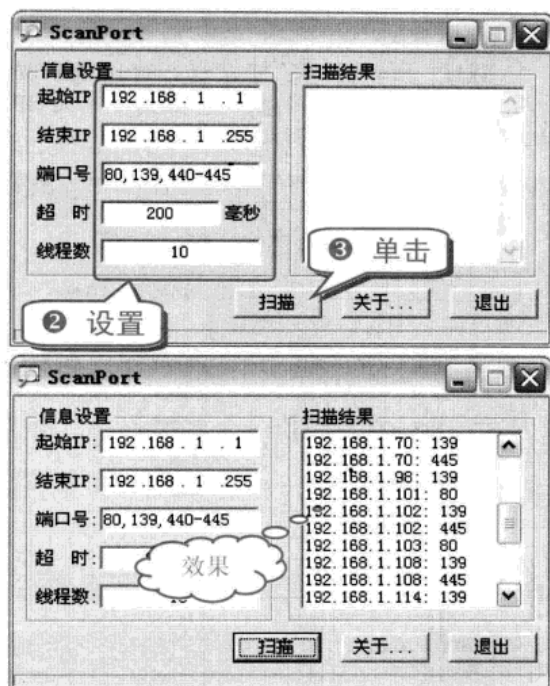 ScanPort
信息设置
起始IP 192 .168 . 1 . 1
结束IP 192 .168 . 1 .255
端口号 80,139,440-445
超 时 200 毫秒
线程数 10
扫描结果
❸ 单击
扫描 关于... 退出
❷ 设置
ScanPort
信息设置
起始IP: 192 .168 . 1 . 1
结束IP: 192 .168 . 1 .255
端口号: 80,139,440-445
超 时:
效果
线程数:
扫描结果
192.168.1.70: 139
192.168.1.70: 445
192.168.1.98: 139
192.168.1.101: 80
192.168.1.102: 139
192.168.1.102: 445
192.168.1.103: 80
192.168.1.108: 139
192.168.1.108: 445
192.168.1.114: 139
扫描 关于... 退出